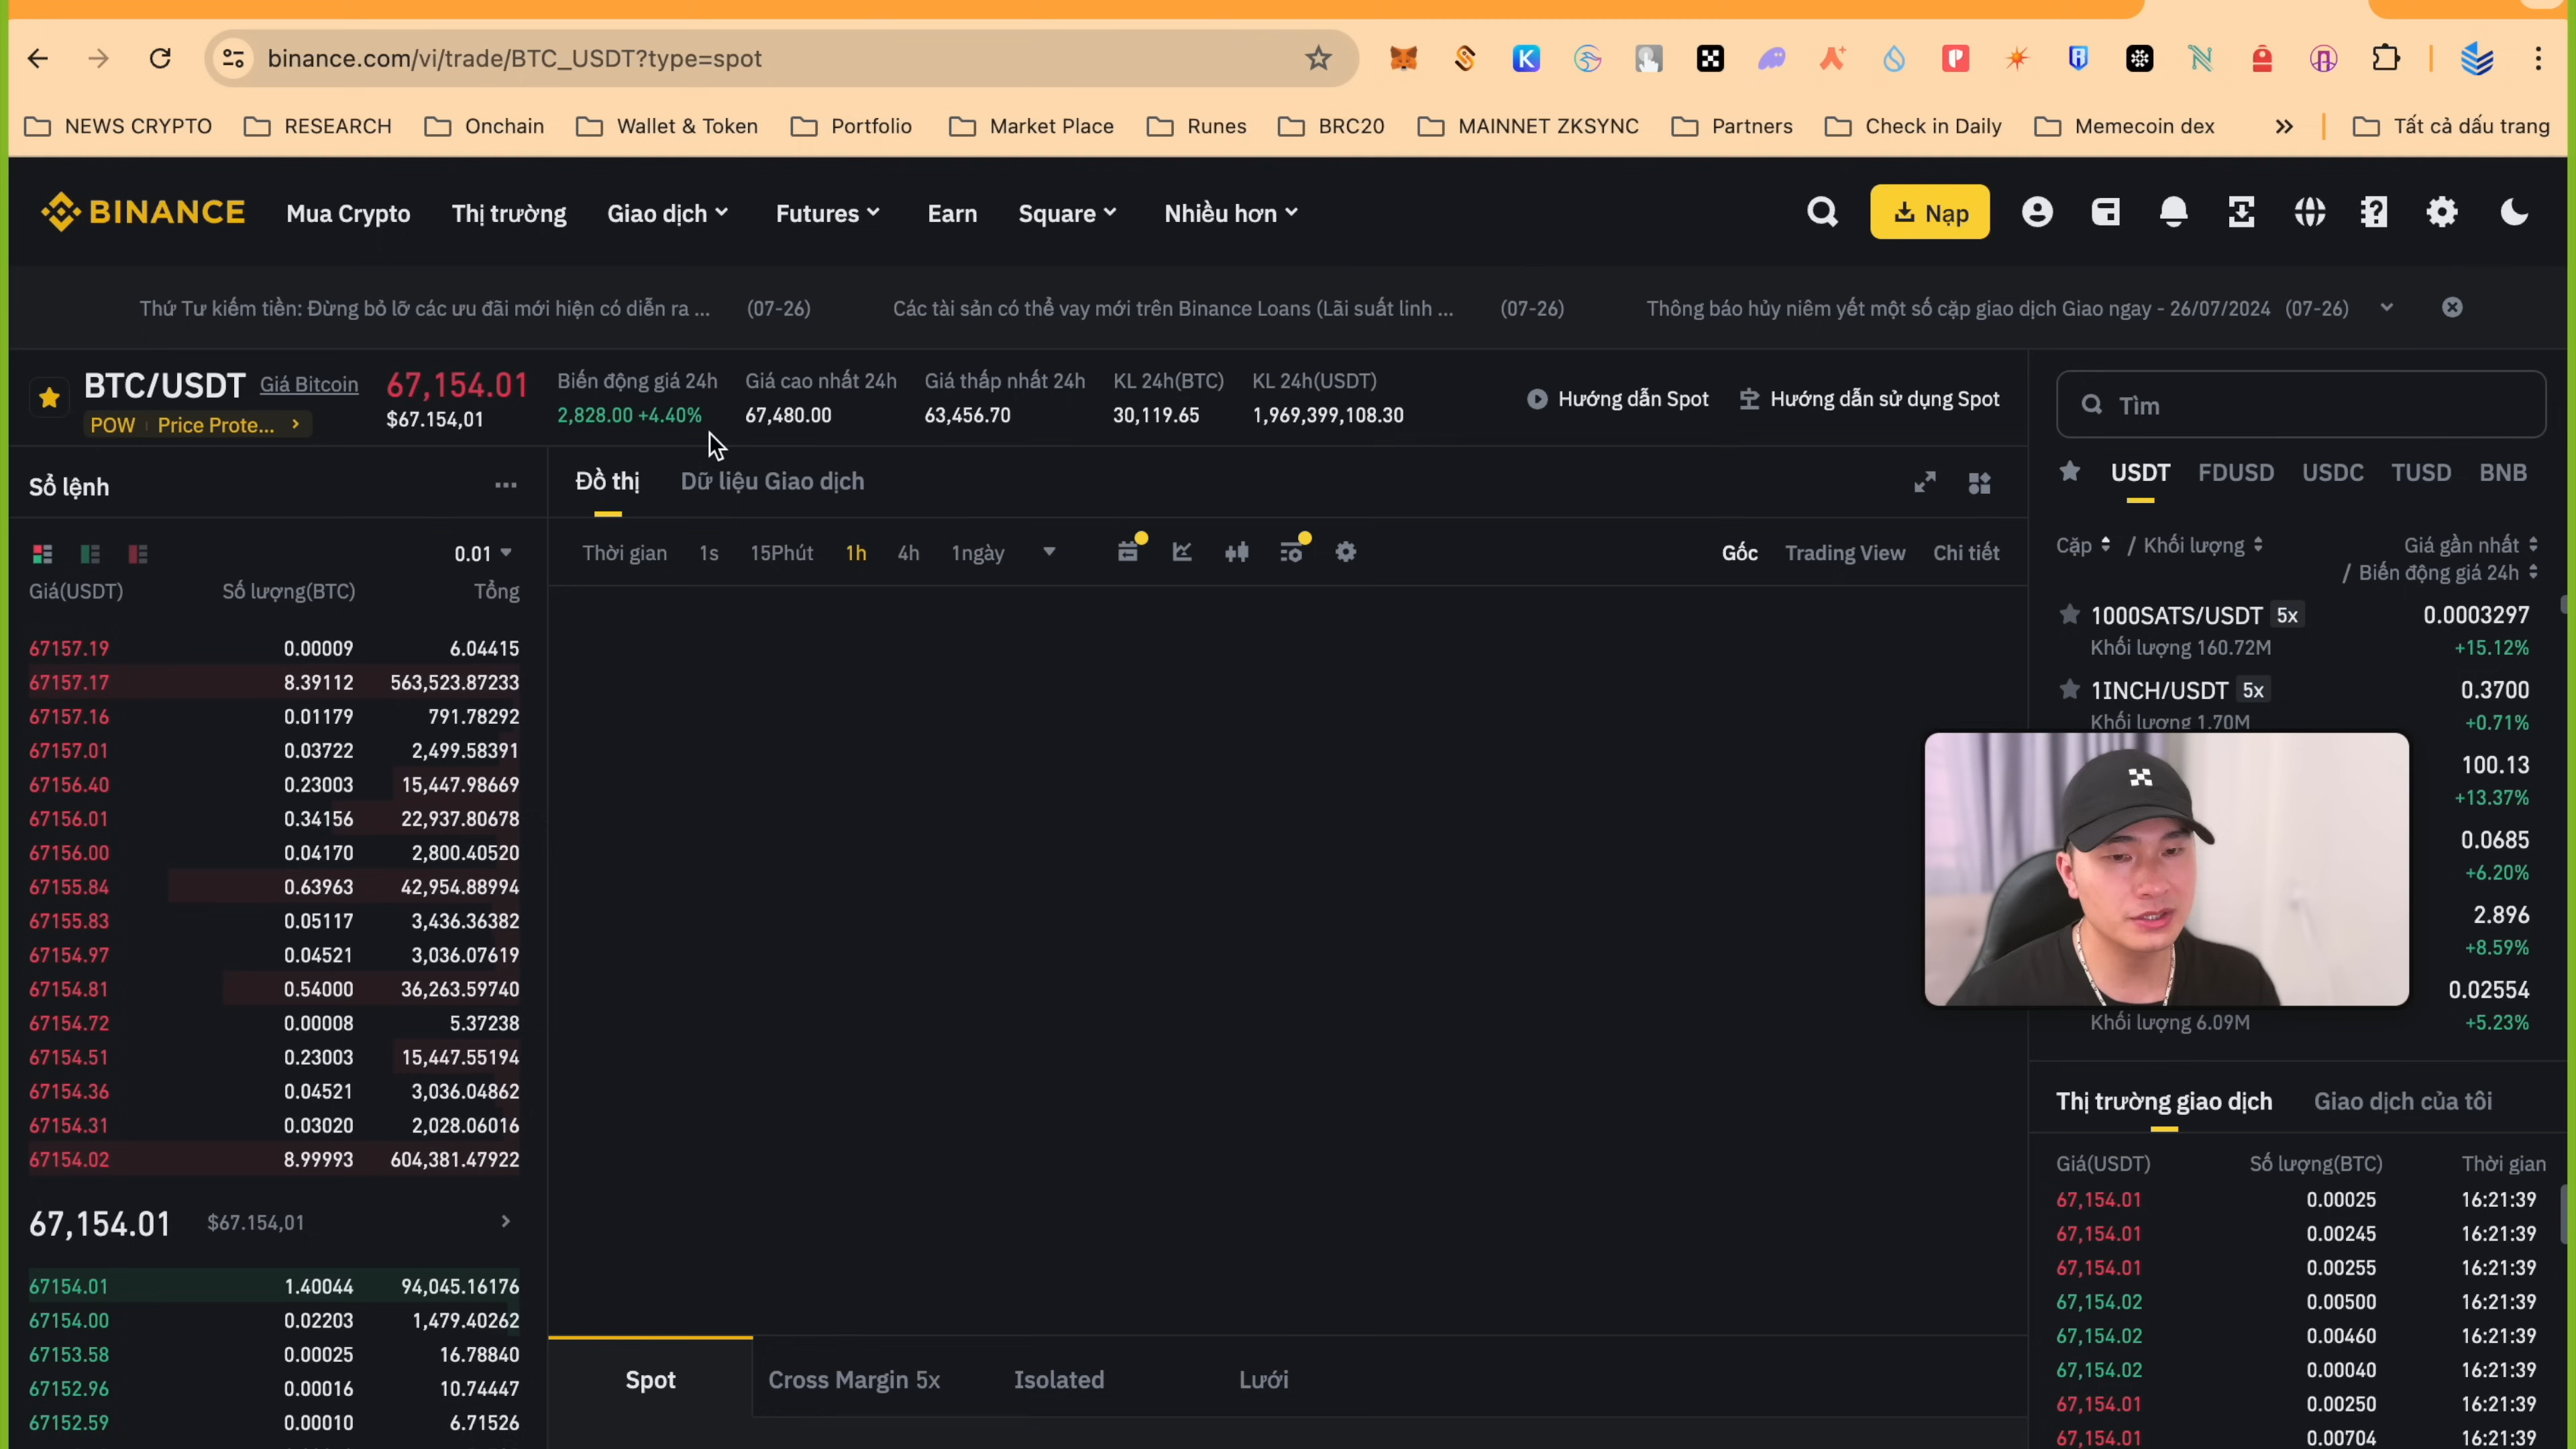 binance.com/vi/trade/BTC_USDT?type=spot
NEWS CRYPTO RESEARCH Onchain Wallet & Token Portfolio Market Place Runes BRC20 MAINNET ZKSYNC Partners Check in Daily Memecoin dex Tất cả dấu trang
BINANCE Mua Crypto Thị trường Giao dịch Futures Earn Square Nhiều hơn Nạp
Thứ Tư kiếm tiền: Đừng bỏ lỡ các ưu đãi mới hiện có diễn ra ... (07-26) Các tài sản có thể vay mới trên Binance Loans (Lãi suất linh ... (07-26) Thông báo hủy niêm yết một số cặp giao dịch Giao ngay - 26/07/2024 (07-26)
BTC/USDT Giá Bitcoin 67,154.01 Biến động giá 24h Giá cao nhất 24h Giá thấp nhất 24h KL 24h(BTC) KL 24h(USDT)
POW Price Prote... $67.154,01 2,828.00 +4.40% 67,480.00 63,456.70 30,119.65 1,969,399,108.30
Hướng dẫn Spot Hướng dẫn sử dụng Spot
Sổ lệnh
0.01
Giá(USDT) Số lượng(BTC) Tổng
67157.19 0.00009 6.04415
67157.17 8.39112 563,523.87233
67157.16 0.01179 791.78292
67157.01 0.03722 2,499.58391
67156.40 0.23003 15,447.98669
67156.01 0.34156 22,937.80678
67156.00 0.04170 2,800.40520
67155.84 0.63963 42,954.88994
67155.83 0.05117 3,436.36382
67154.97 0.04521 3,036.07619
67154.81 0.54000 36,263.59740
67154.72 0.00008 5.37238
67154.51 0.23003 15,447.55194
67154.36 0.04521 3,036.04862
67154.31 0.03020 2,028.06016
67154.02 8.99993 604,381.47922
67,154.01 $67.154,01
67154.01 1.40044 94,045.16176
67154.00 0.02203 1,479.40262
67153.58 0.00025 16.78840
67152.96 0.00016 10.74447
67152.59 0.00010 6.71526
Đồ thị Dữ liệu Giao dịch
Thời gian 1s 15Phút 1h 4h 1ngày Gốc Trading View Chi tiết
Spot Cross Margin 5x Isolated Lưới
Tìm
USDT FDUSD USDC TUSD BNB
Cặp / Khối lượng Giá gần nhất
/ Biến động giá 24h
1000SATS/USDT 5x 0.0003297
Khối lượng 160.72M +15.12%
1INCH/USDT 5x 0.3700
Khối lượng 1.70M +0.71%
100.13
+13.37%
0.0685
+6.20%
2.896
+8.59%
0.02554
Khối lượng 6.09M +5.23%
Thị trường giao dịch Giao dịch của tôi
Giá(USDT) Số lượng(BTC) Thời gian
67,154.01 0.00025 16:21:39
67,154.01 0.00245 16:21:39
67,154.01 0.00255 16:21:39
67,154.02 0.00500 16:21:39
67,154.02 0.00460 16:21:39
67,154.02 0.00040 16:21:39
67,154.01 0.00250 16:21:39
67,154.01 0.00704 16:21:39